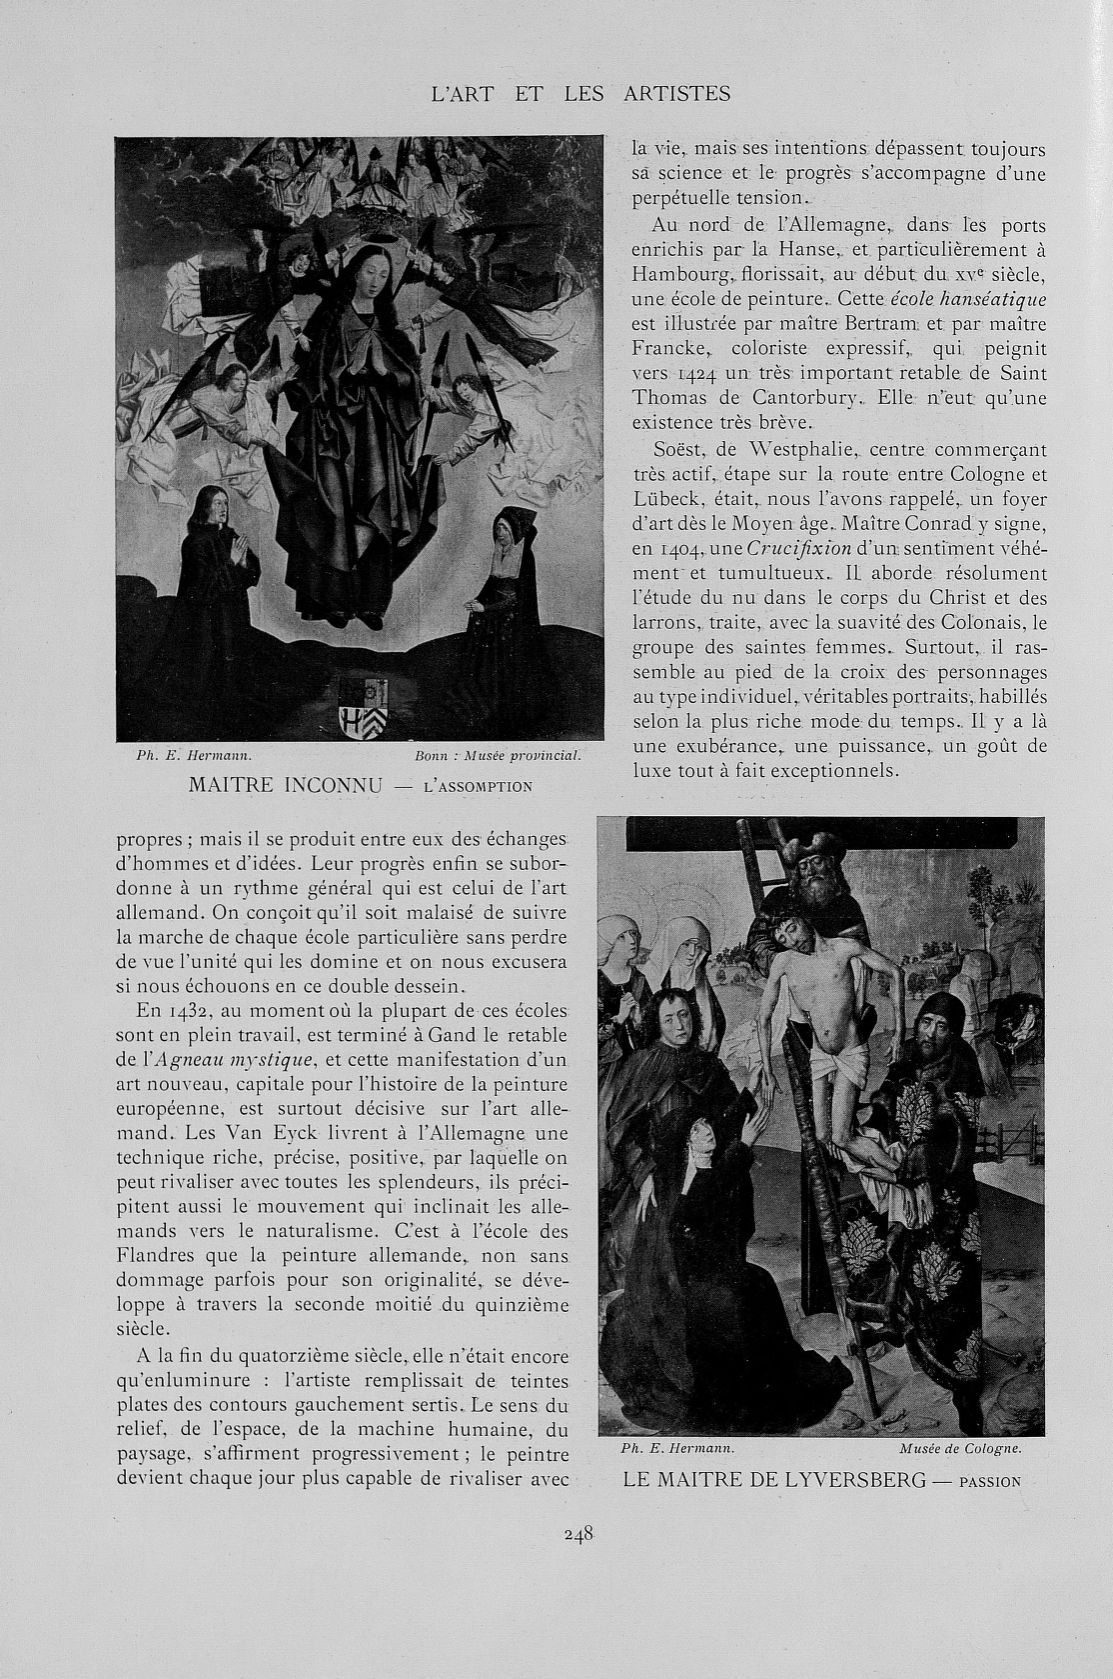 L'ART ET LES ARTISTES
Ph. E. Hermann.
Bonn : Musée provincial.
MAITRE INCONNU — L'ASSOMPTION
propres ; mais il se produit entre eux des échanges
d'hommes et d'idées. Leur progrès enfin se subor-
donne à un rythme général qui est celui de l'art
allemand. On conçoit qu'il soit malaisé de suivre
la marche de chaque école particulière sans perdre
de vue l'unité qui les domine et on nous excusera
si nous échouons en ce double dessein.
En 1432, au moment où la plupart de ces écoles
sont en plein travail, est terminé à Gand le retable
de l'Agneau mystique, et cette manifestation d'un
art nouveau, capitale pour l'histoire de la peinture
européenne, est surtout décisive sur l'art alle-
mand. Les Van Eyck livrent à l'Allemagne une
technique riche, précise, positive, par laquelle on
peut rivaliser avec toutes les splendeurs, ils préci-
pitent aussi le mouvement qui inclinait les alle-
mands vers le naturalisme. C'est à l'école des
Flandres que la peinture allemande, non sans
dommage parfois pour son originalité, se déve-
loppe à travers la seconde moitié du quinzième
siècle.
A la fin du quatorzième siècle, elle n'était encore
qu'enluminure : l'artiste remplissait de teintes
plates des contours gauchement sertis. Le sens du
relief, de l'espace, de la machine humaine, du
paysage, s'affirment progressivement ; le peintre
devient chaque jour plus capable de rivaliser avec
la vie, mais ses intentions dépassent toujours
sa science et le progrès s'accompagne d'une
perpétuelle tension.
Au nord de l'Allemagne, dans les ports
enrichis par la Hanse, et particulièrement à
Hambourg, florissait, au début du XVe siècle,
une école de peinture. Cette école hanséatique
est illustrée par maître Bertram et par maître
Francke, coloriste expressif, qui peignit
vers 1424 un très important retable de Saint
Thomas de Cantorbury. Elle n'eut qu'une
existence très brève.
Soëst, de Westphalie, centre commerçant
très actif, étape sur la route entre Cologne et
Lübeck, était, nous l'avons rappelé, un foyer
d'art dès le Moyen âge. Maître Conrad y signe,
en 1404, une Crucifixion d'un sentiment véhé-
ment et tumultueux. Il aborde résolument
l'étude du nu dans le corps du Christ et des
larrons, traite, avec la suavité des Colonais, le
groupe des saintes femmes. Surtout, il ras-
semble au pied de la croix des personnages
au type individuel, véritables portraits, habillés
selon la plus riche mode du temps. Il y a là
une exubérance, une puissance, un goût de
luxe tout à fait exceptionnels.
Ph. E. Hermann.
Musée de Cologne.
LE MAITRE DE LYVERSBERG — PASSION
248